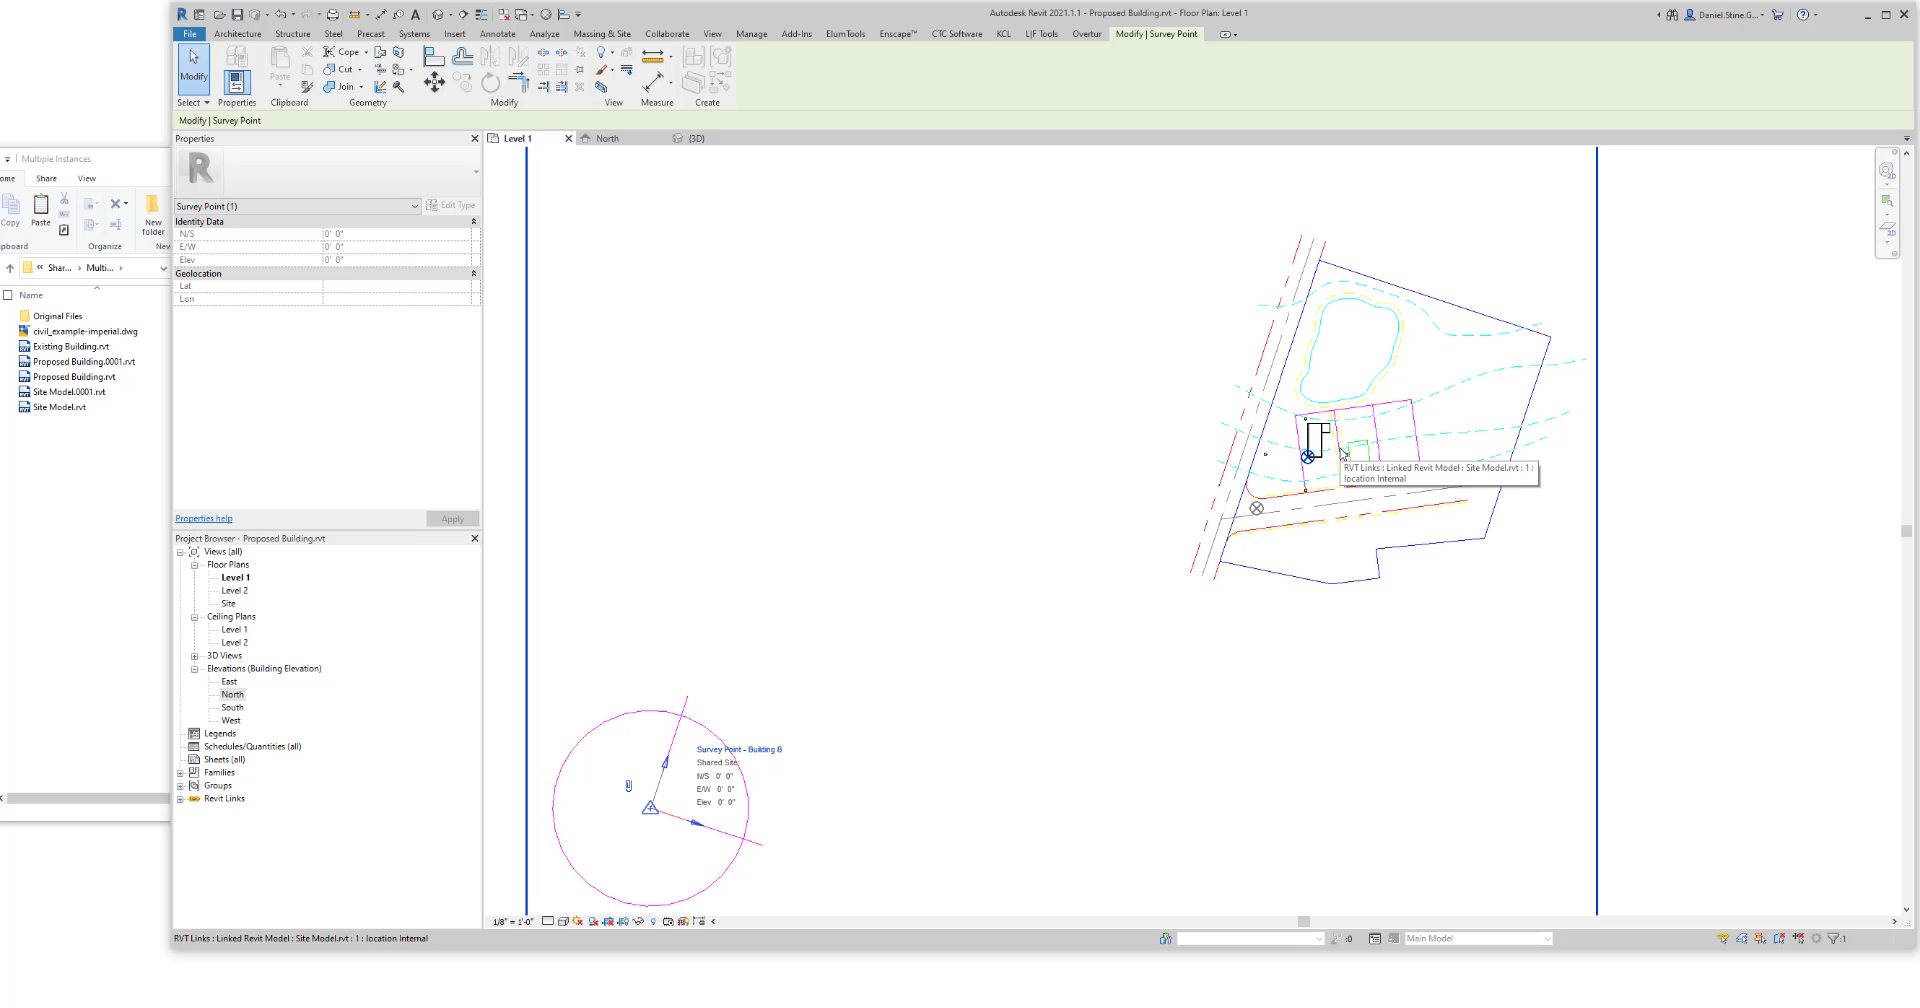 Autodesk Revit 2021.1.1 - Proposed Building.rvt - Floor Plan: Level 1
Daniel.Stine.G...
File Architecture Structure Steel Precast Systems Insert Annotate Analyze Massing & Site Collaborate View Manage Add-Ins ElumTools Enscape™ CTC Software KCL L|F Tools Overtur Modify | Survey Point
Modify Paste Cope Cut Join
Select Properties Clipboard Geometry Modify View Measure Create
Modify | Survey Point
Properties
Level 1 North {3D}
Multiple Instances
ome Share View
Copy Paste New folder
pboard Organize New
« Shar... › Multi... ›
Name
Original Files
civil_example-imperial.dwg
Existing Building.rvt
Proposed Building.0001.rvt
Proposed Building.rvt
Site Model.0001.rvt
Site Model.rvt
Survey Point (1) Edit Type
Identity Data
N/S 0' 0"
E/W 0' 0"
Elev 0' 0"
Geolocation
Lat
Lon
Properties help Apply
Project Browser - Proposed Building.rvt
Views (all)
Floor Plans
Level 1
Level 2
Site
Ceiling Plans
Level 1
Level 2
3D Views
Elevations (Building Elevation)
East
North
South
West
Legends
Schedules/Quantities (all)
Sheets (all)
Families
Groups
Revit Links
RVT Links : Linked Revit Model : Site Model.rvt : 1 :
location Internal
Survey Point - Building B
Shared Site:
N/S 0' 0"
E/W 0' 0"
Elev 0' 0"
1/8" = 1'-0"
RVT Links : Linked Revit Model : Site Model.rvt : 1 : location Internal
:0 Main Model :1